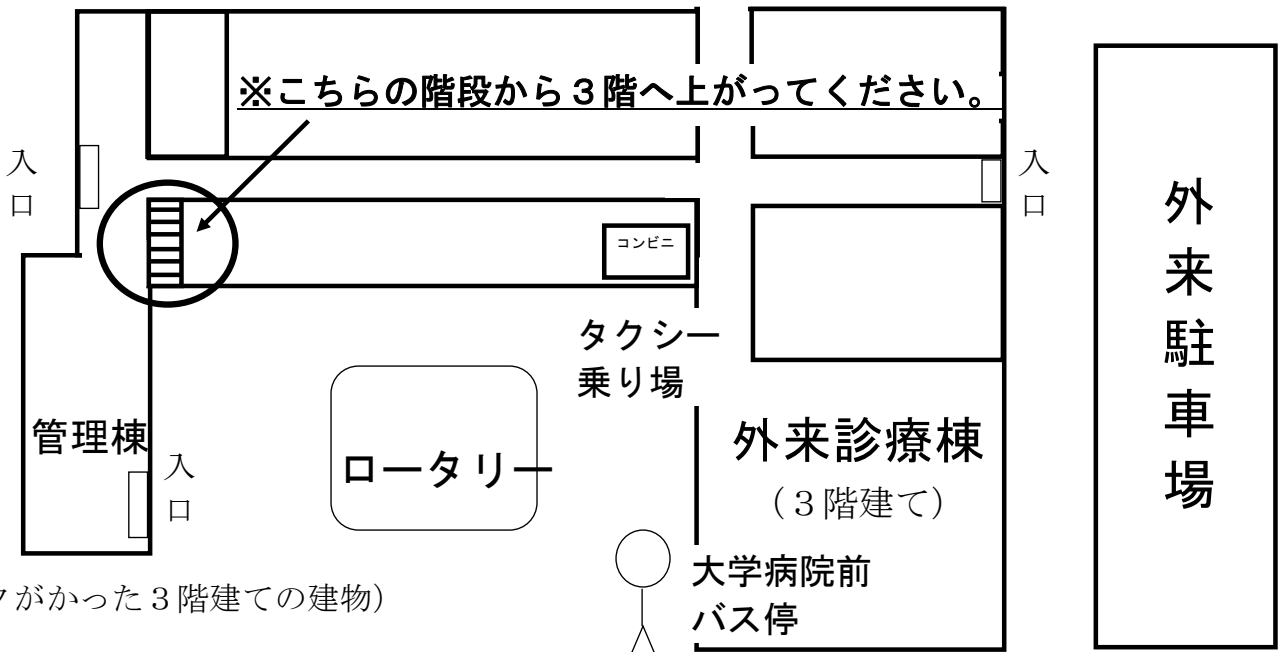 ※こちらの階段から３階へ上がってください。
入口
入口
コンビニ
外来駐車場
タクシー
乗り場
管理棟
入口
ロータリー
外来診療棟
（３階建て）
大学病院前
バス停
がかった３階建ての建物）